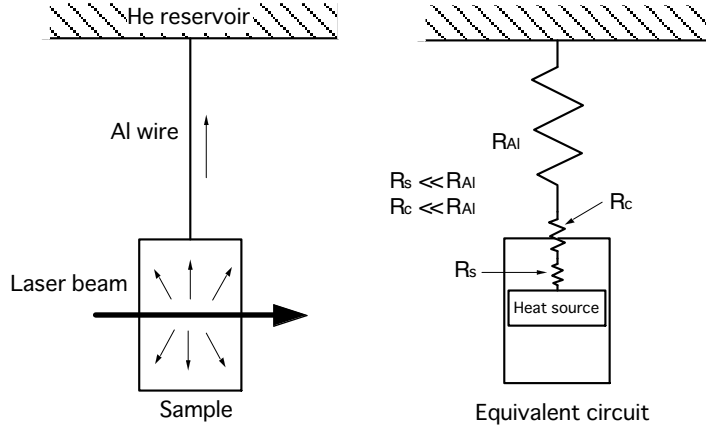 He reservoir
Al wire
Laser beam
Sample
RAl
Rs ≪RAl
Rc ≪RAl
Rc
Rs
Heat source
Equivalent circuit